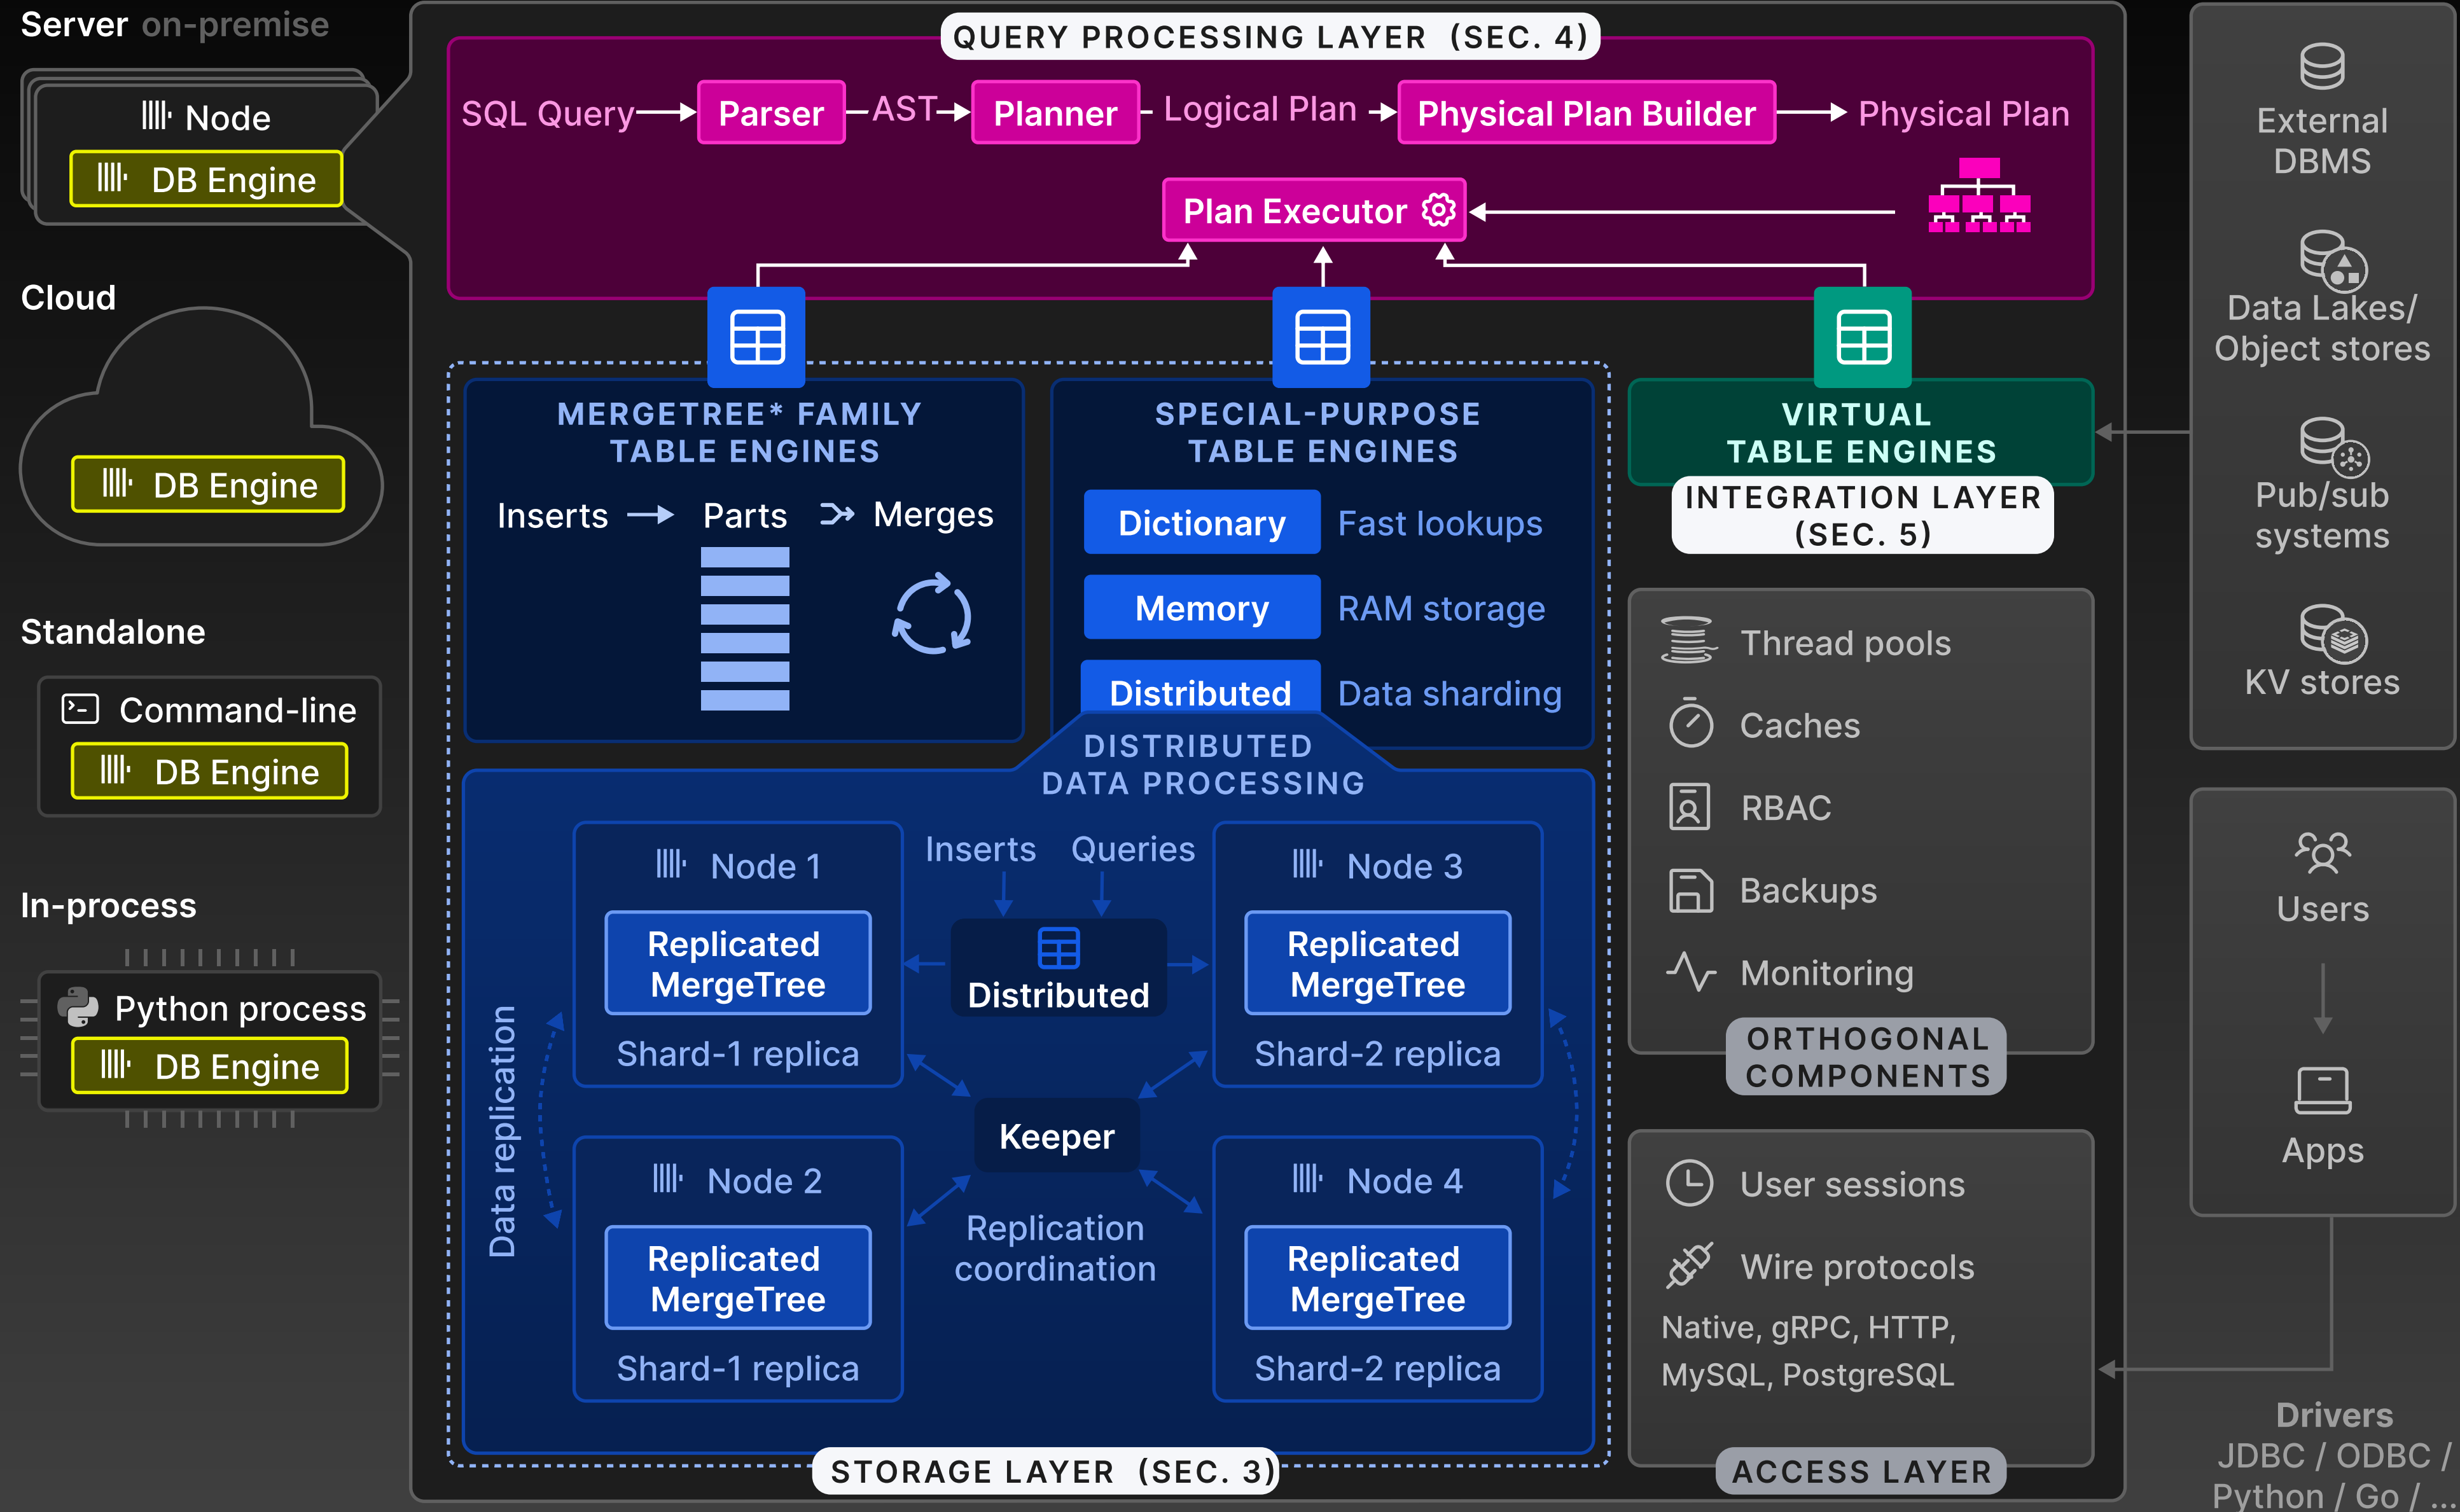 Server on-premise
Node
DB Engine
Cloud
DB Engine
Standalone
Command-line
DB Engine
In-process
Python process
DB Engine
QUERY PROCESSING LAYER (SEC. 4)
SQL Query
Parser
AST
Planner
Logical Plan
Physical Plan Builder
Physical Plan
Plan Executor
MERGETREE* FAMILY
TABLE ENGINES
Inserts
Parts
Merges
SPECIAL-PURPOSE
TABLE ENGINES
Dictionary
Fast lookups
Memory
RAM storage
Distributed
Data sharding
DISTRIBUTED
DATA PROCESSING
Data replication
Node 1
Replicated
MergeTree
Shard-1 replica
Inserts
Queries
Distributed
Node 3
Replicated
MergeTree
Shard-2 replica
Keeper
Replication
coordination
Node 2
Replicated
MergeTree
Shard-1 replica
Node 4
Replicated
MergeTree
Shard-2 replica
STORAGE LAYER (SEC. 3)
VIRTUAL
TABLE ENGINES
INTEGRATION LAYER
(SEC. 5)
Thread pools
Caches
RBAC
Backups
Monitoring
ORTHOGONAL
COMPONENTS
User sessions
Wire protocols
Native, gRPC, HTTP,
MySQL, PostgreSQL
ACCESS LAYER
External
DBMS
Data Lakes/
Object stores
Pub/sub
systems
KV stores
Users
Apps
Drivers
JDBC / ODBC /
Python / Go / ...